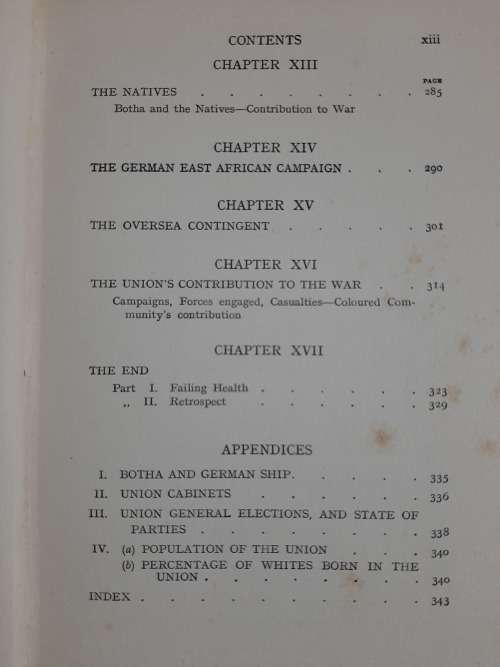 CONTENTS xiii
CHAPTER XIII
PAGE
THE NATIVES . . . . . . . . 285
Botha and the Natives—Contribution to War
CHAPTER XIV
THE GERMAN EAST AFRICAN CAMPAIGN . . . 290
CHAPTER XV
THE OVERSEA CONTINGENT . . . . . 301
CHAPTER XVI
THE UNION'S CONTRIBUTION TO THE WAR . . 314
Campaigns, Forces engaged, Casualties—Coloured Com-
munity's contribution
CHAPTER XVII
THE END
Part I. Failing Health . . . . . . 323
„ II. Retrospect . . . . . 329
APPENDICES
I. BOTHA AND GERMAN SHIP. . . . . 335
II. UNION CABINETS . . . . . . 336
III. UNION GENERAL ELECTIONS, AND STATE OF
PARTIES . . . . . . . . 338
IV. (a) POPULATION OF THE UNION . . . 340
(b) PERCENTAGE OF WHITES BORN IN THE
UNION . . . . . . . . 340
INDEX . . . . . . . . . . 343